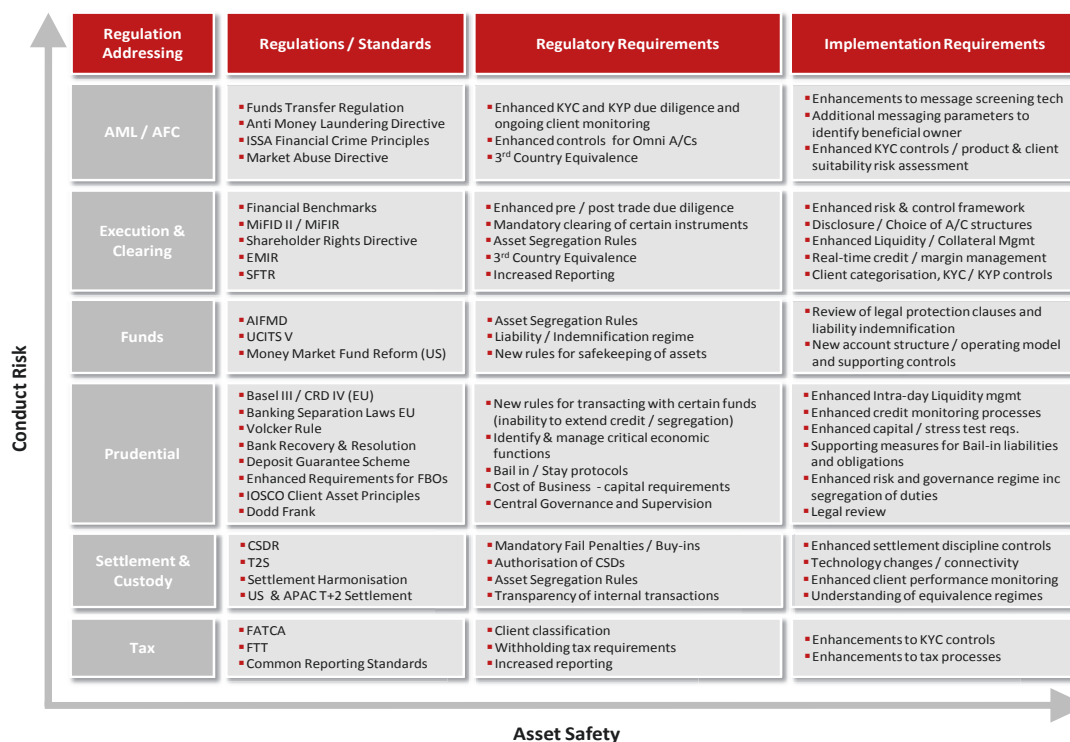 Regulation
Addressing
Regulations / Standards
Regulatory Requirements
Implementation Requirements
AML / AFC
▪ Funds Transfer Regulation
▪ Anti Money Laundering Directive
▪ ISSA Financial Crime Principles
▪ Market Abuse Directive
▪ Enhanced KYC and KYP due diligence and
ongoing client monitoring
▪ Enhanced controls for Omni A/Cs
▪ 3rd Country Equivalence
▪ Enhancements to message screening tech
▪ Additional messaging parameters to
identify beneficial owner
▪ Enhanced KYC controls / product & client
suitability risk assessment
Execution &
Clearing
▪ Financial Benchmarks
▪ MiFID II / MiFIR
▪ Shareholder Rights Directive
▪ EMIR
▪ SFTR
▪ Enhanced pre / post trade due diligence
▪ Mandatory clearing of certain instruments
▪ Asset Segregation Rules
▪ 3rd Country Equivalence
▪ Increased Reporting
▪ Enhanced risk & control framework
▪ Disclosure / Choice of A/C structures
▪ Enhanced Liquidity / Collateral Mgmt
▪ Real-time credit / margin management
▪ Client categorisation, KYC / KYP controls
Funds
▪ AIFMD
▪ UCITS V
▪ Money Market Fund Reform (US)
▪ Asset Segregation Rules
▪ Liability / Indemnification regime
▪ New rules for safekeeping of assets
▪ Review of legal protection clauses and
liability indemnification
▪ New account structure / operating model
and supporting controls
Prudential
▪ Basel III / CRD IV (EU)
▪ Banking Separation Laws EU
▪ Volcker Rule
▪ Bank Recovery & Resolution
▪ Deposit Guarantee Scheme
▪ Enhanced Requirements for FBOs
▪ IOSCO Client Asset Principles
▪ Dodd Frank
▪ New rules for transacting with certain funds
(inability to extend credit / segregation)
▪ Identify & manage critical economic
functions
▪ Bail in / Stay protocols
▪ Cost of Business - capital requirements
▪ Central Governance and Supervision
▪ Enhanced Intra-day Liquidity mgmt
▪ Enhanced credit monitoring processes
▪ Enhanced capital / stress test reqs.
▪ Supporting measures for Bail-in liabilities
and obligations
▪ Enhanced risk and governance regime inc
segregation of duties
▪ Legal review
Settlement &
Custody
▪ CSDR
▪ T2S
▪ Settlement Harmonisation
▪ US & APAC T+2 Settlement
▪ Mandatory Fail Penalties / Buy-ins
▪ Authorisation of CSDs
▪ Asset Segregation Rules
▪ Transparency of internal transactions
▪ Enhanced settlement discipline controls
▪ Technology changes / connectivity
▪ Enhanced client performance monitoring
▪ Understanding of equivalence regimes
Tax
▪ FATCA
▪ FTT
▪ Common Reporting Standards
▪ Client classification
▪ Withholding tax requirements
▪ Increased reporting
▪ Enhancements to KYC controls
▪ Enhancements to tax processes
Conduct Risk
Asset Safety